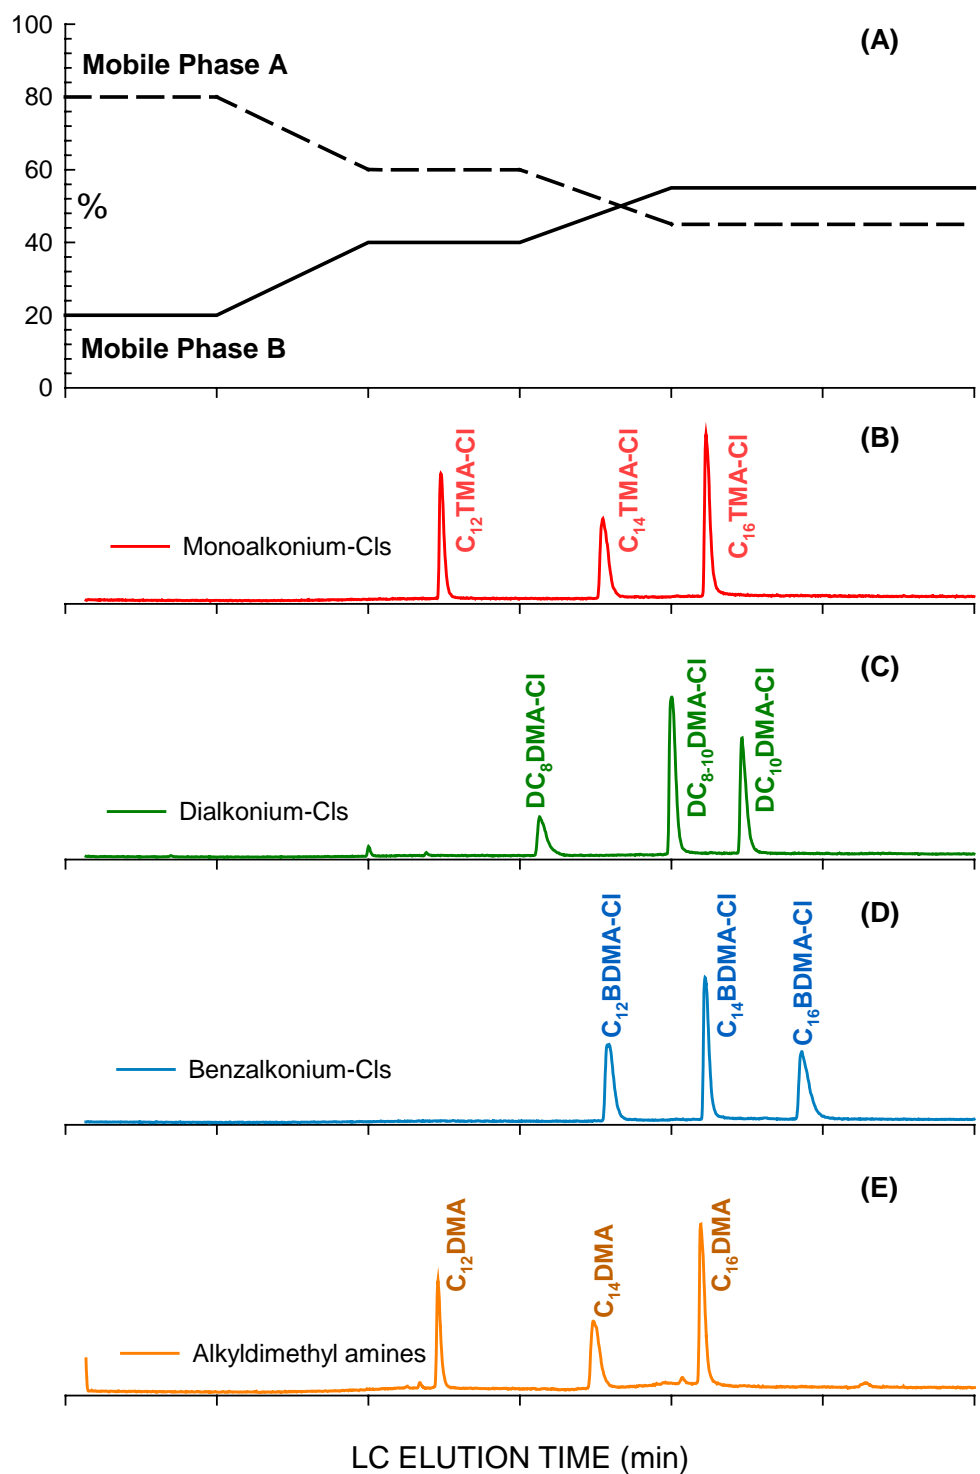 100
(A)
Mobile Phase A
80
60
%
40
20
Mobile Phase B
0
(B)
C12TMA-Cl
C14TMA-Cl
C16TMA-Cl
Monoalkonium-Cls
(C)
DC8DMA-Cl
DC8-10DMA-Cl
DC10DMA-Cl
Dialkonium-Cls
(D)
C12BDMA-Cl
C14BDMA-Cl
C16BDMA-Cl
Benzalkonium-Cls
(E)
C12DMA
C14DMA
C16DMA
Alkyldimethyl amines
LC ELUTION TIME (min)